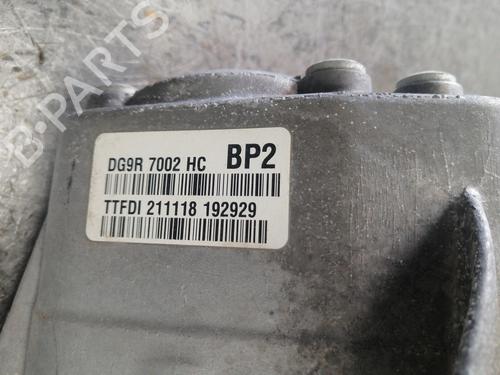 DG9R 7002 HC BP2
TTFDI 211118 192929
B-PARTS